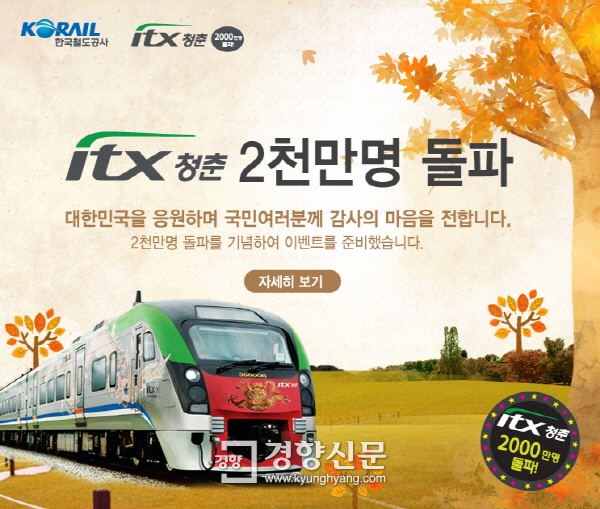 KORAIL
한국철도공사
itx 청춘
2000만명
돌파!
itx 청춘 2천만명 돌파
대한민국을 응원하며 국민여러분께 감사의 마음을 전합니다.
2천만명 돌파를 기념하여 이벤트를 준비했습니다.
자세히 보기
368008
itx
itx
경향 경향신문
www.kyunghyang.com
itx 청춘
2000만명
돌파!